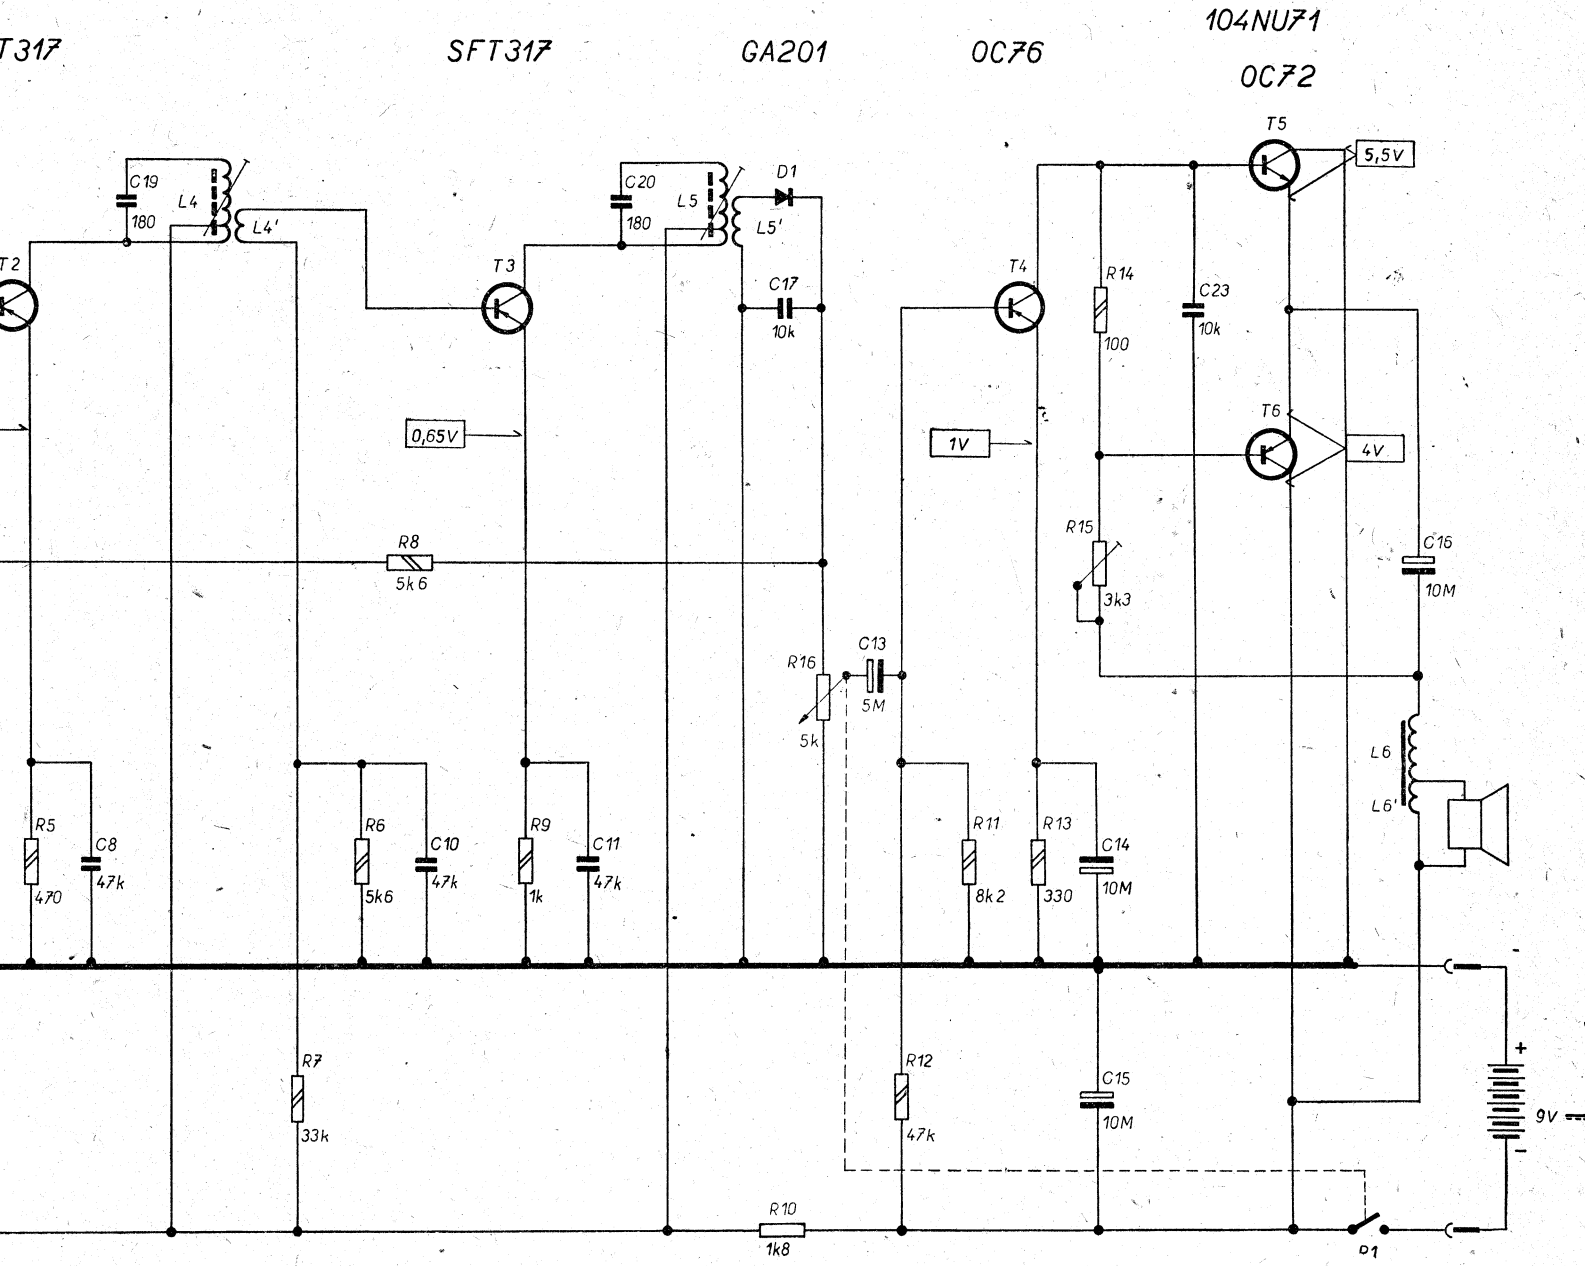 104NU71
T317
SFT317
GA201
OC76
OC72
T5
5,5V
C19
L4
180
L4'
C20
L5
180
D1
L5'
T2
T3
C17
10k
T4
R14
100
C23
10k
0,65V
1V
T6
4V
R8
5k6
R15
3k3
C16
10M
R16
5k
C13
5M
L6
L6'
R5
470
C8
47k
R6
5k6
C10
47k
R9
1k
C11
47k
R11
8k2
R13
330
C14
10M
-
R7
33k
R12
47k
C15
10M
+
9V
-
R10
1k8